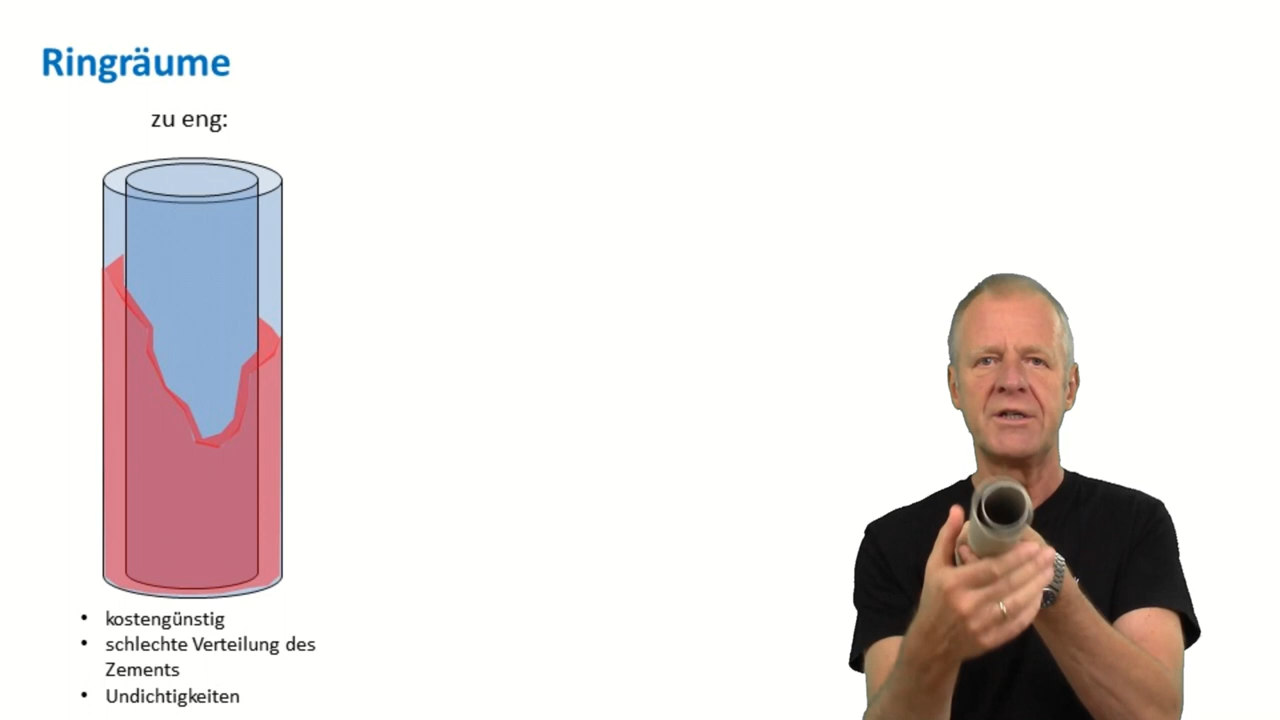 Ringräume
zu eng:
• kostengünstig
• schlechte Verteilung des
Zements
• Undichtigkeiten